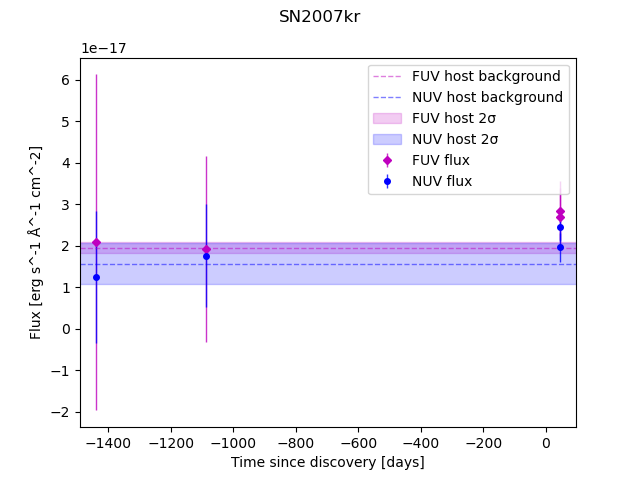 SN2007kr
1e−17
FUV host background
NUV host background
FUV host 2σ
NUV host 2σ
FUV flux
NUV flux
6
5
4
3
2
1
0
−1
−2
Flux [erg s^-1 Å^-1 cm^-2]
−1400 −1200 −1000 −800 −600 −400 −200 0
Time since discovery [days]